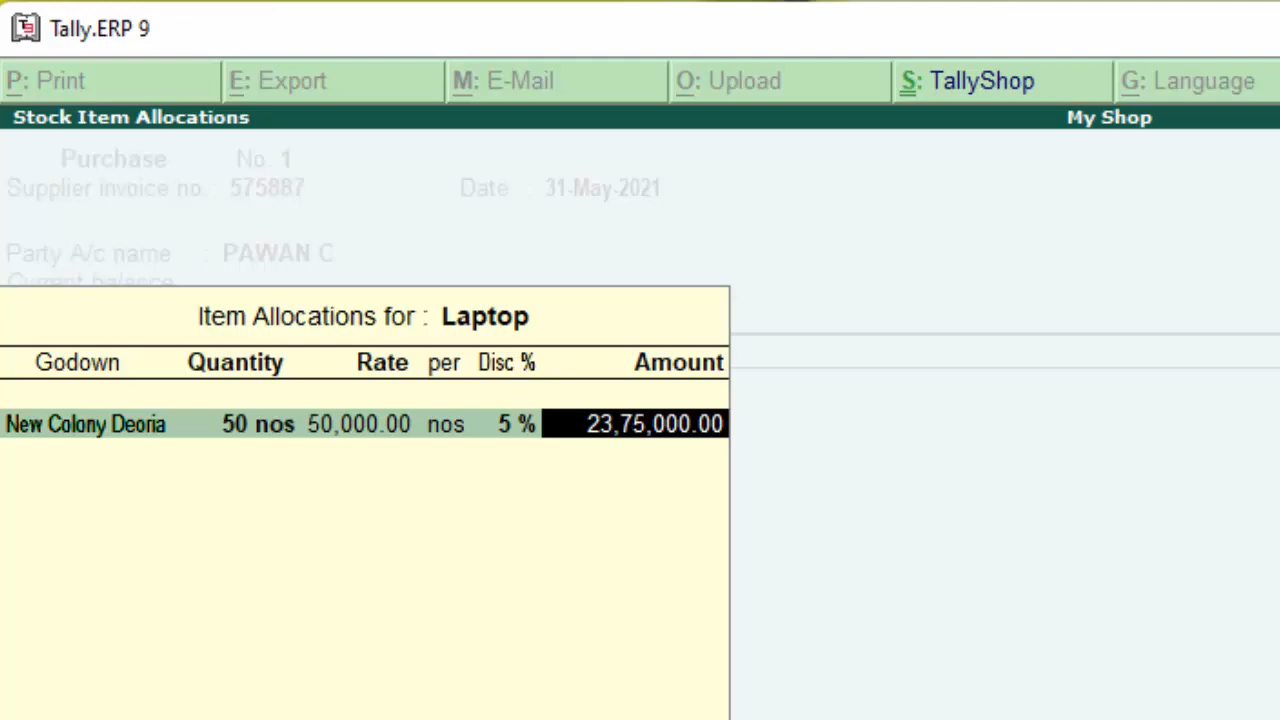 Tally.ERP 9
P: Print E: Export M: E-Mail O: Upload S: TallyShop G: Language
Stock Item Allocations My Shop
Purchase No. 1
Supplier invoice no. 575887 Date : 31-May-2021
Party A/c name : PAWAN C
Current balance
Item Allocations for : Laptop
Godown Quantity Rate per Disc % Amount
New Colony Deoria 50 nos 50,000.00 nos 5 % 23,75,000.00